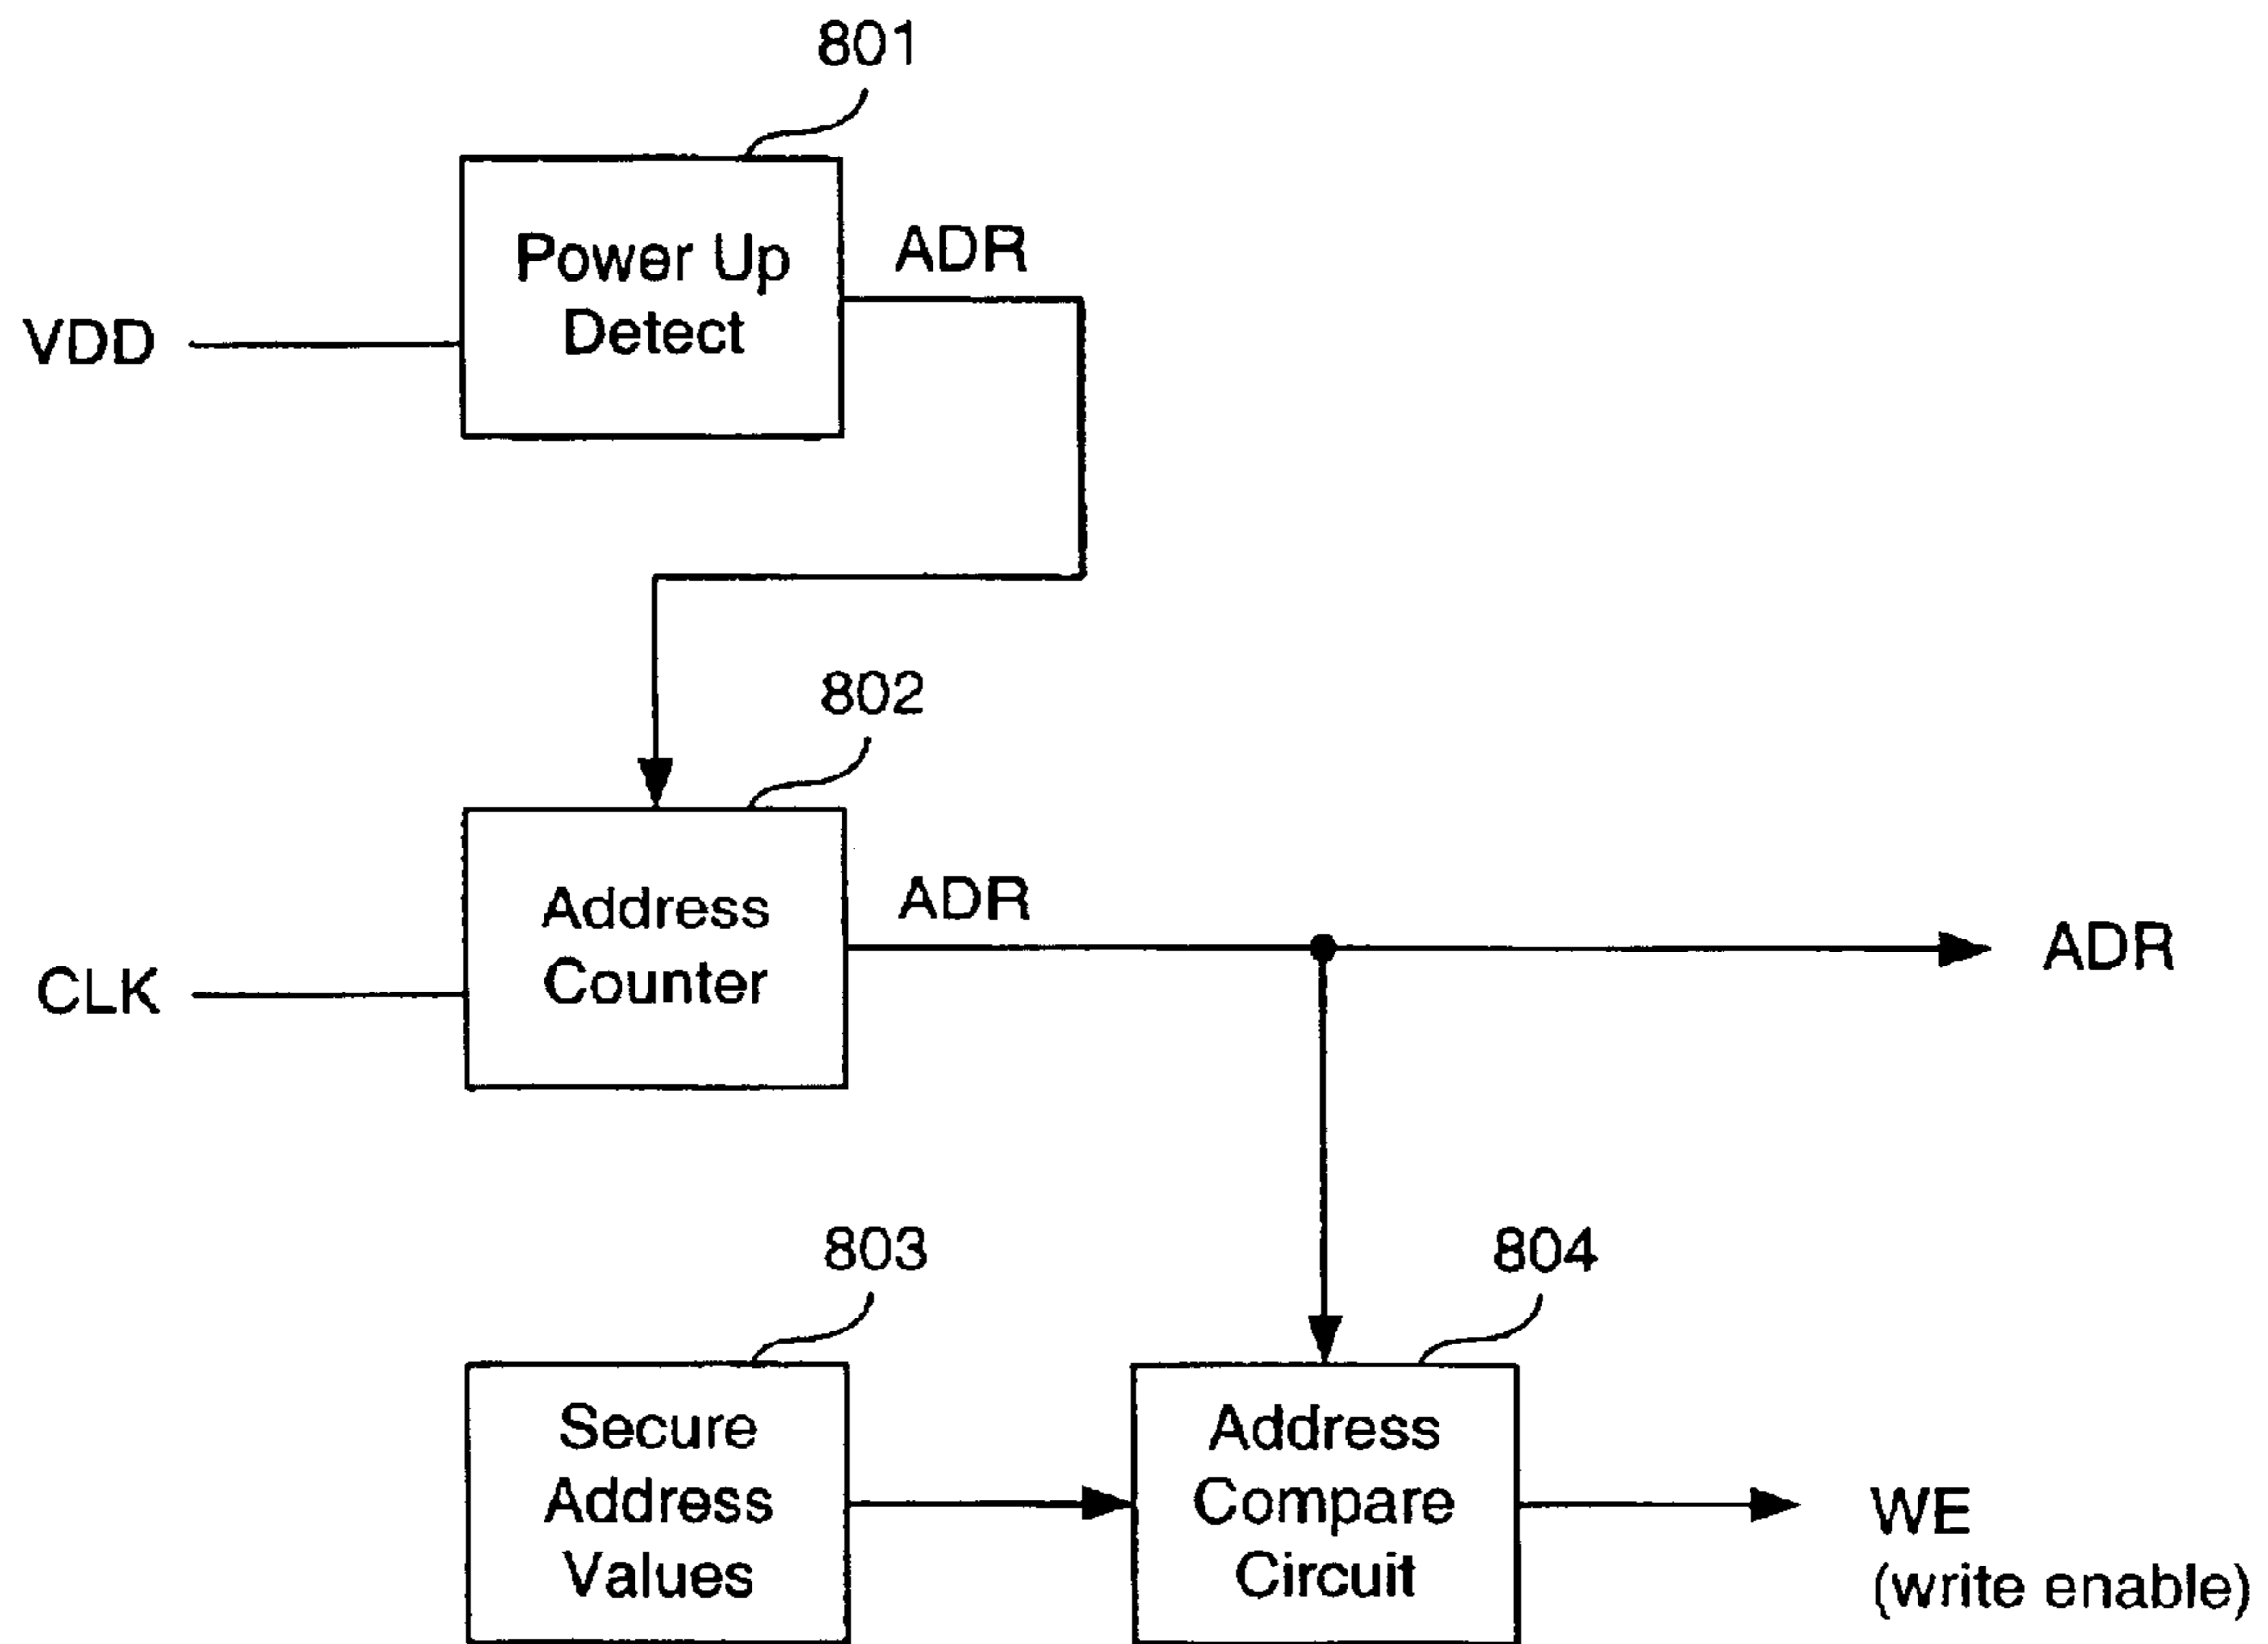 801
Power Up
Detect
ADR
VDD
802
Address
Counter
ADR
ADR
CLK
803
804
Secure
Address
Values
Address
Compare
Circuit
WE
(write enable)